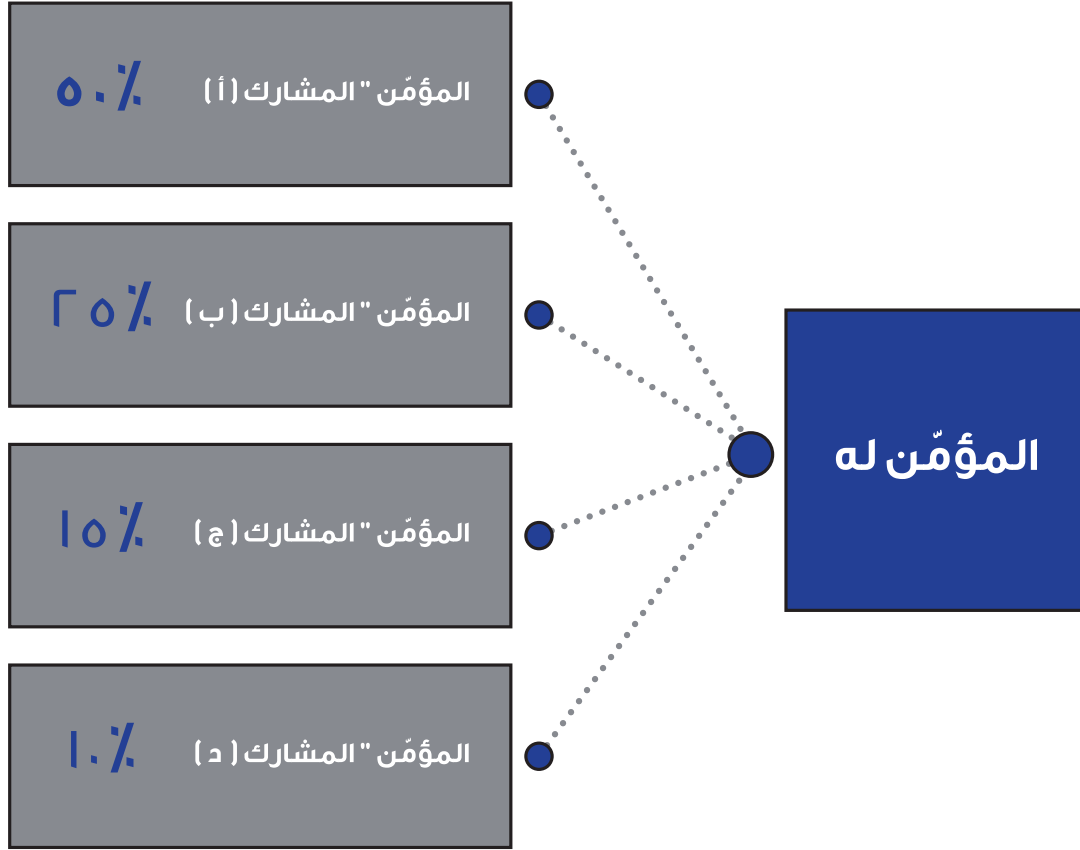 المؤمّن له
المؤمّن " المشارك ( أ ) ٥٠٪
المؤمّن " المشارك ( ب ) ٢٥٪
المؤمّن " المشارك ( ج ) ١٥٪
المؤمّن " المشارك ( د ) ١٠٪